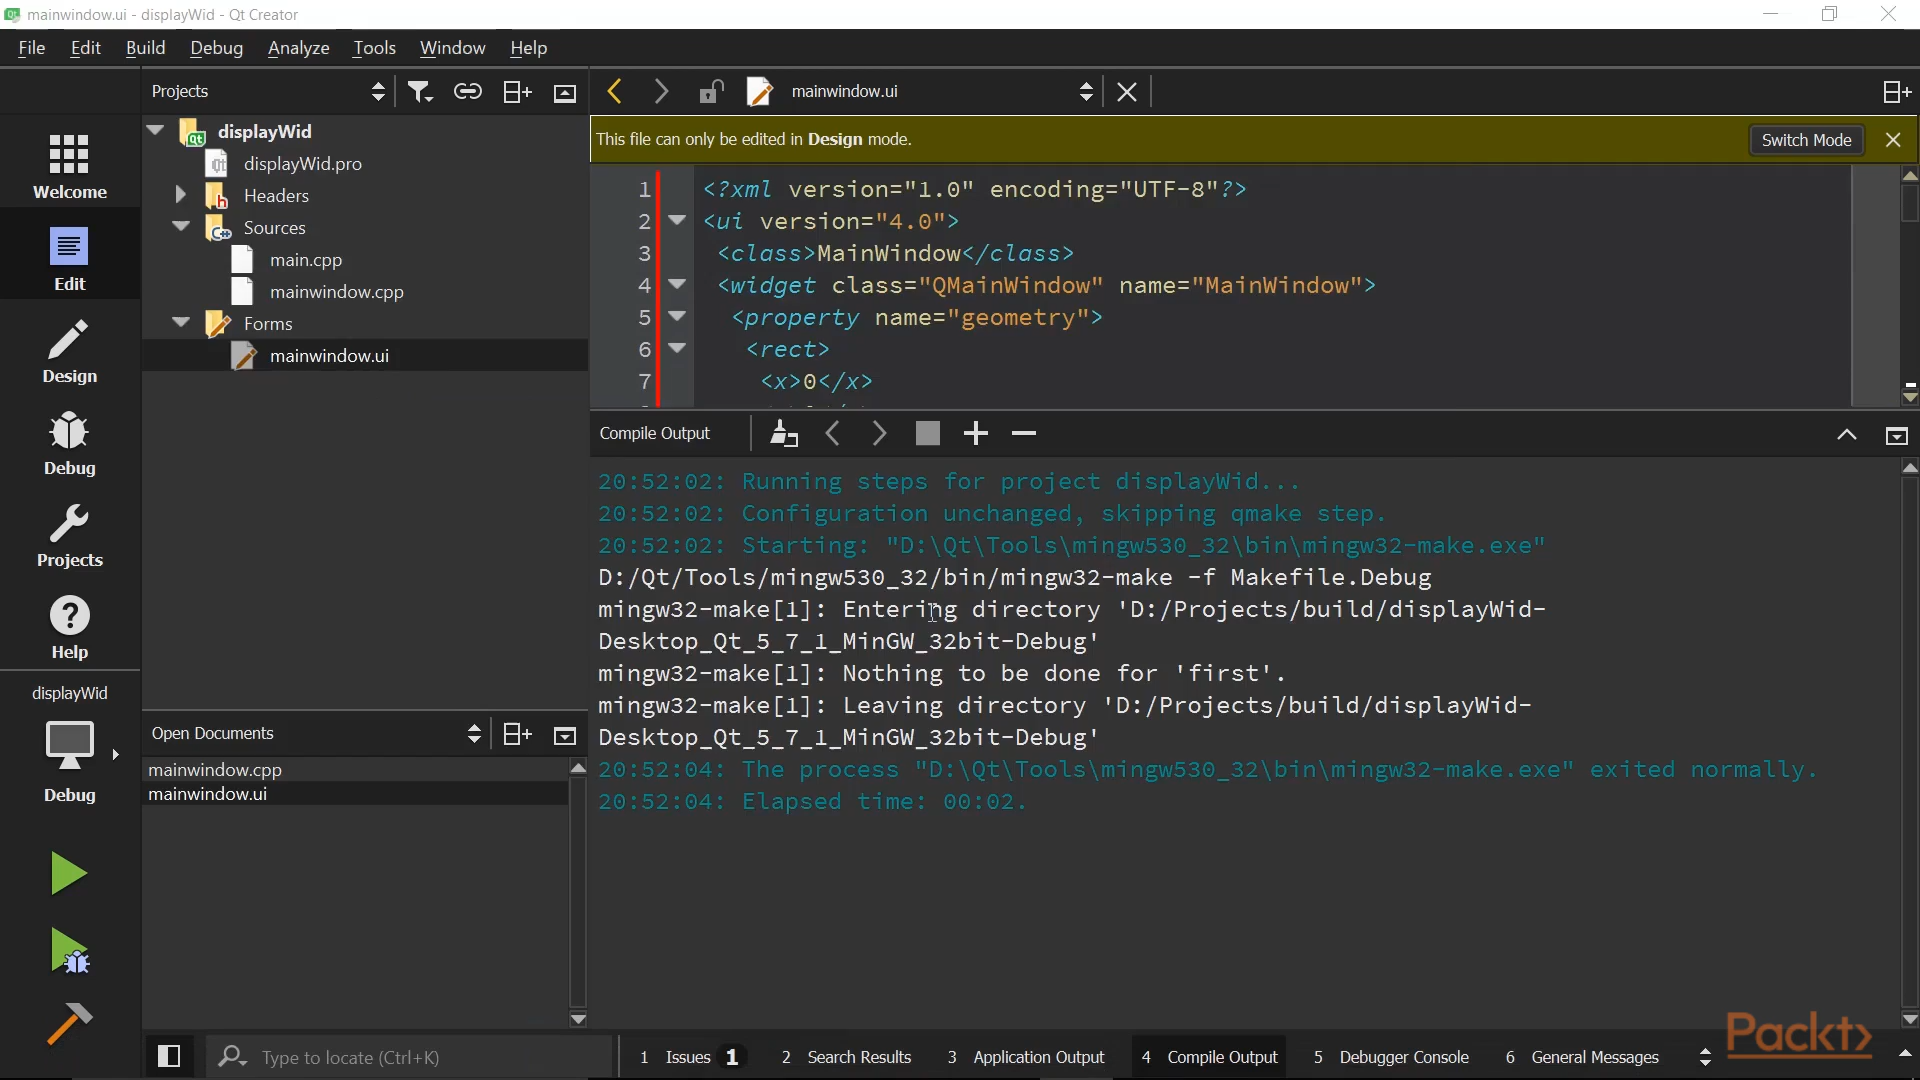 mainwindow.ui - displayWid - Qt Creator
File Edit Build Debug Analyze Tools Window Help
Projects
mainwindow.ui
Welcome
Edit
Design
Debug
Projects
Help
displayWid
Debug
displayWid
displayWid.pro
Headers
Sources
main.cpp
mainwindow.cpp
Forms
mainwindow.ui
Open Documents
mainwindow.cpp
mainwindow.ui
This file can only be edited in Design mode.
Switch Mode
1 <?xml version="1.0" encoding="UTF-8"?>
2 <ui version="4.0">
3 <class>MainWindow</class>
4 <widget class="QMainWindow" name="MainWindow">
5 <property name="geometry">
6 <rect>
7 <x>0</x>
Compile Output
20:52:02: Running steps for project displayWid...
20:52:02: Configuration unchanged, skipping qmake step.
20:52:02: Starting: "D:\Qt\Tools\mingw530_32\bin\mingw32-make.exe"
D:/Qt/Tools/mingw530_32/bin/mingw32-make -f Makefile.Debug
mingw32-make[1]: Entering directory 'D:/Projects/build/displayWid-
Desktop_Qt_5_7_1_MinGW_32bit-Debug'
mingw32-make[1]: Nothing to be done for 'first'.
mingw32-make[1]: Leaving directory 'D:/Projects/build/displayWid-
Desktop_Qt_5_7_1_MinGW_32bit-Debug'
20:52:04: The process "D:\Qt\Tools\mingw530_32\bin\mingw32-make.exe" exited normally.
20:52:04: Elapsed time: 00:02.
Packt>
Type to locate (Ctrl+K)
1 Issues 1 2 Search Results 3 Application Output 4 Compile Output 5 Debugger Console 6 General Messages